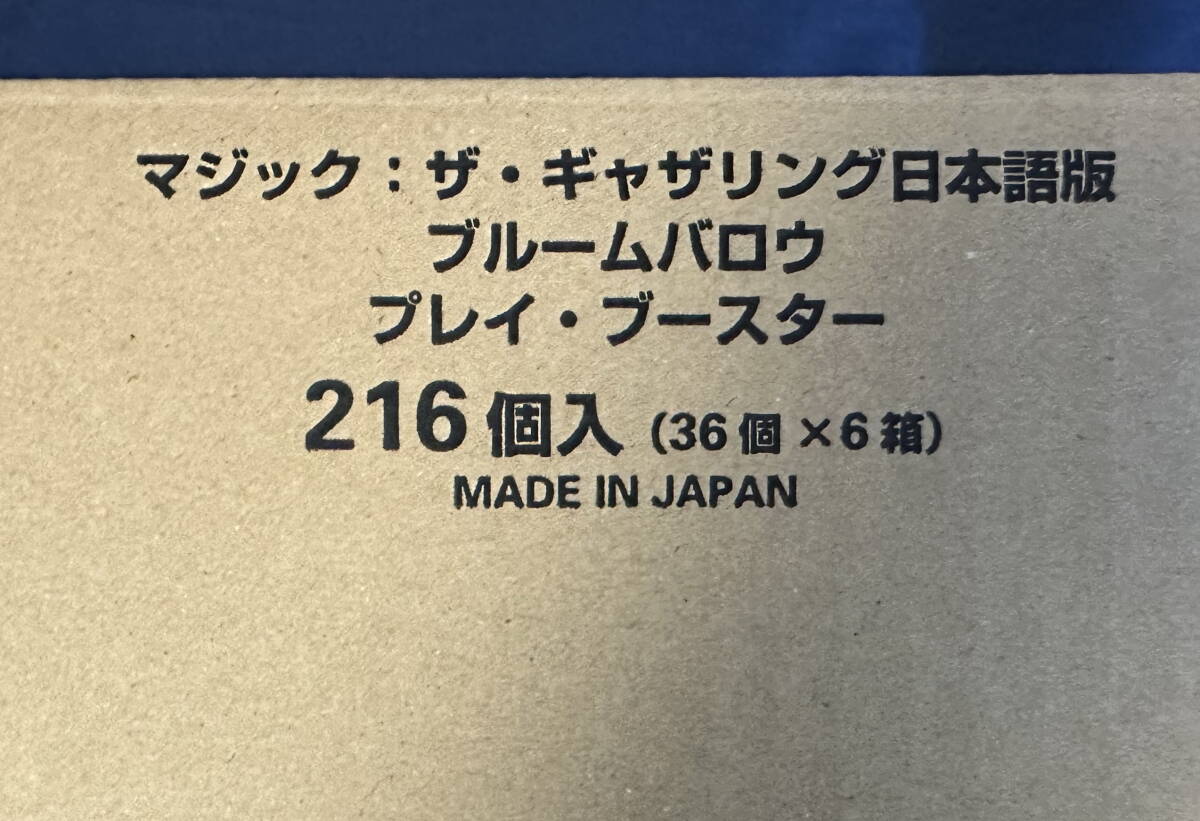 マジック：ザ・ギャザリング日本語版
ブルームバロウ
プレイ・ブースター
216個入（36個×6箱）
MADE IN JAPAN